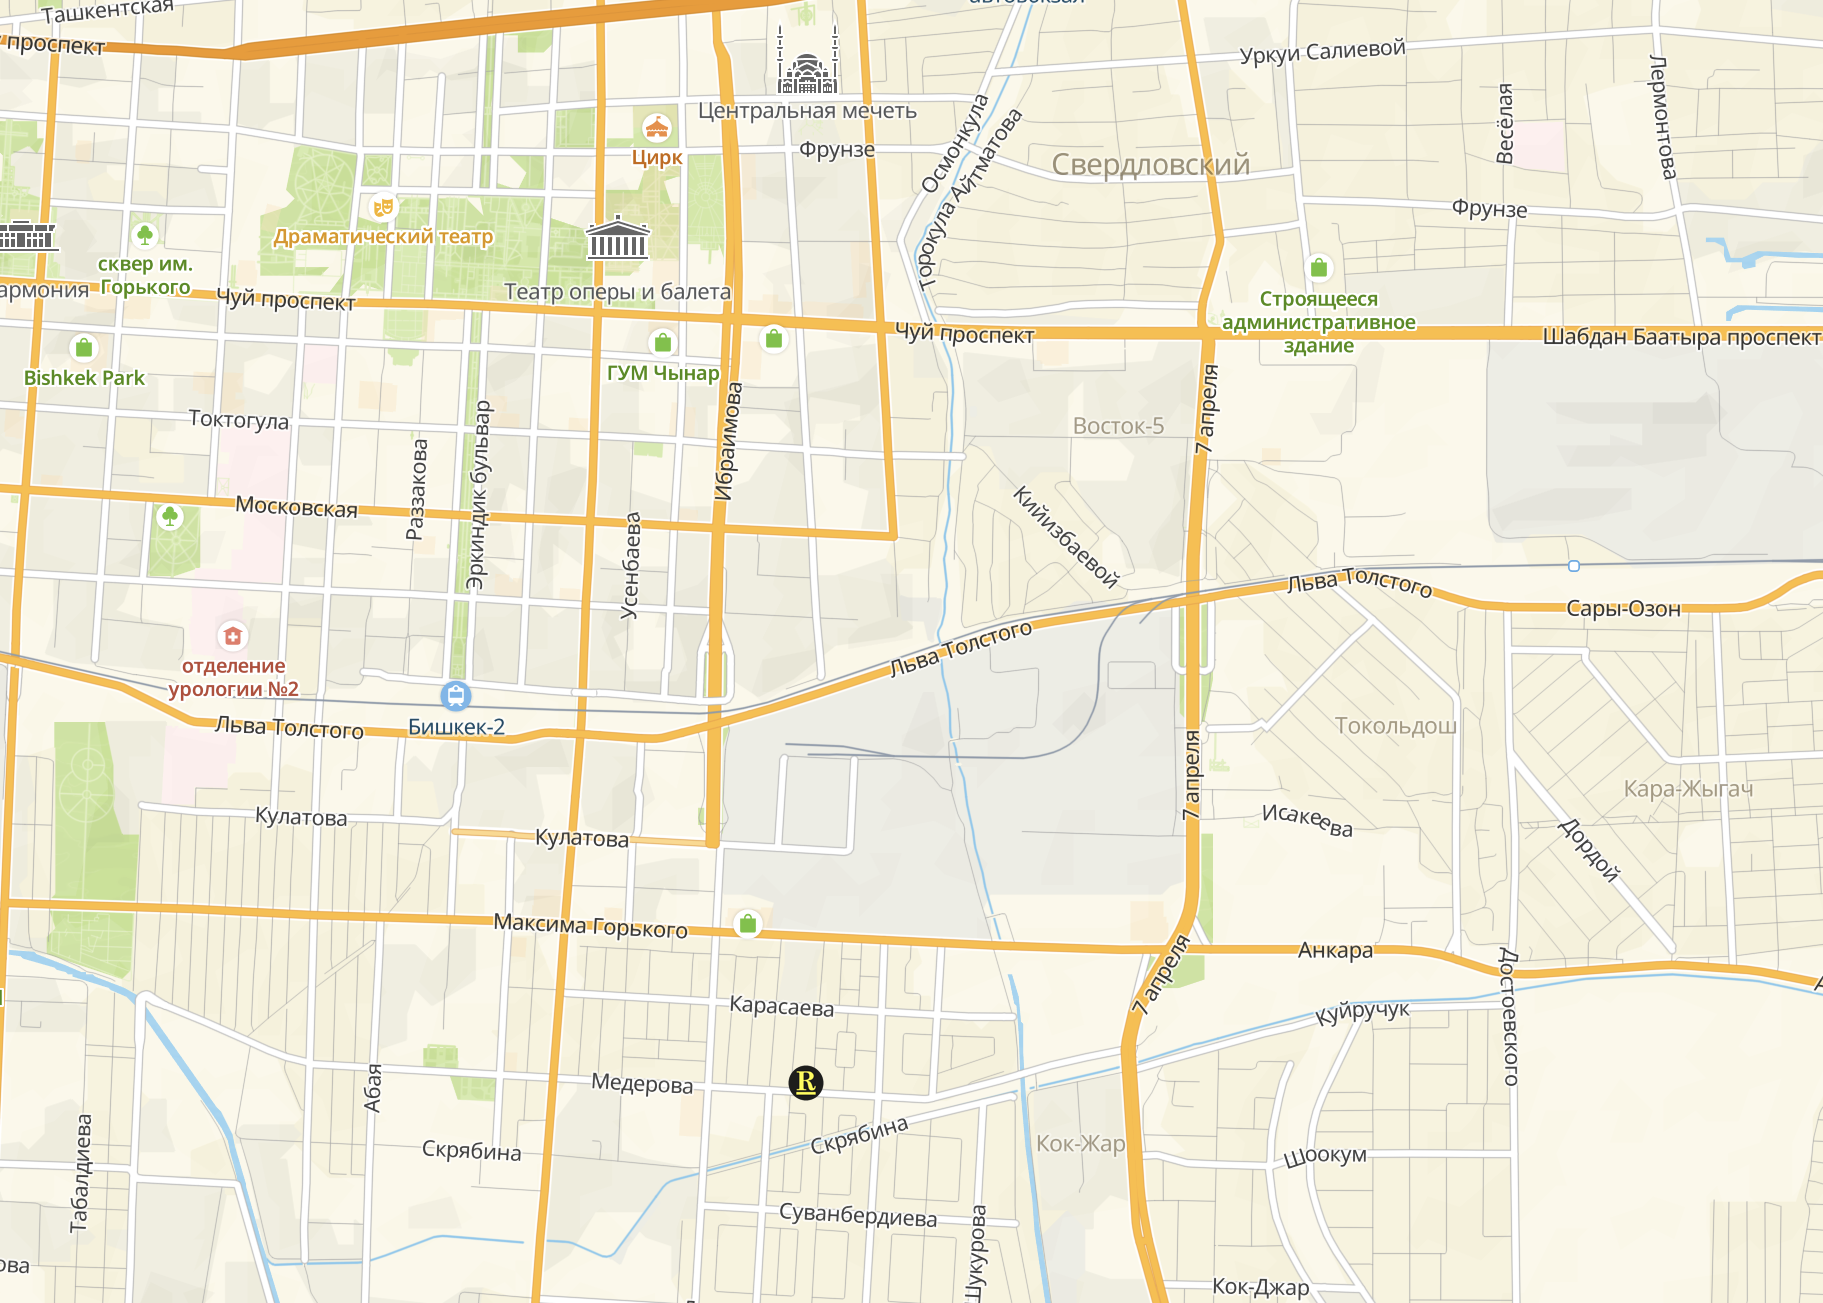 Ташкентская
проспект
автовокзал
Уркуи Салиевой
Лермонтова
Весёлая
Центральная мечеть
Осмонкула
Торокула Айтматова
Цирк
Фрунзе
Свердловский
Фрунзе
Драматический театр
сквер им.
Горького
Чуй проспект
Театр оперы и балета
Строящееся
административное
здание
Чуй проспект
Шабдан Баатыра проспект
Bishkek Park
ГУМ Чынар
Ибраимова
7 апреля
Токтогула
Восток-5
Раззакова
Эркиндик бульвар
Московская
Усенбаева
Кийизбаевой
Льва Толстого
Сары-Озон
Льва Толстого
отделение
урологии №2
Льва Толстого
Бишкек-2
Токольдош
7 апреля
Кара-Жыгач
Кулатова
Кулатова
Исакеева
Дордой
Максима Горького
Анкара
7 апреля
Достоевского
Карасаева
Куйручук
Абая
Медерова
R
Табалдиева
Скрябина
Скрябина
Кок-Жар
Шоокум
Суванбердиева
Шукурова
Кок-Джар